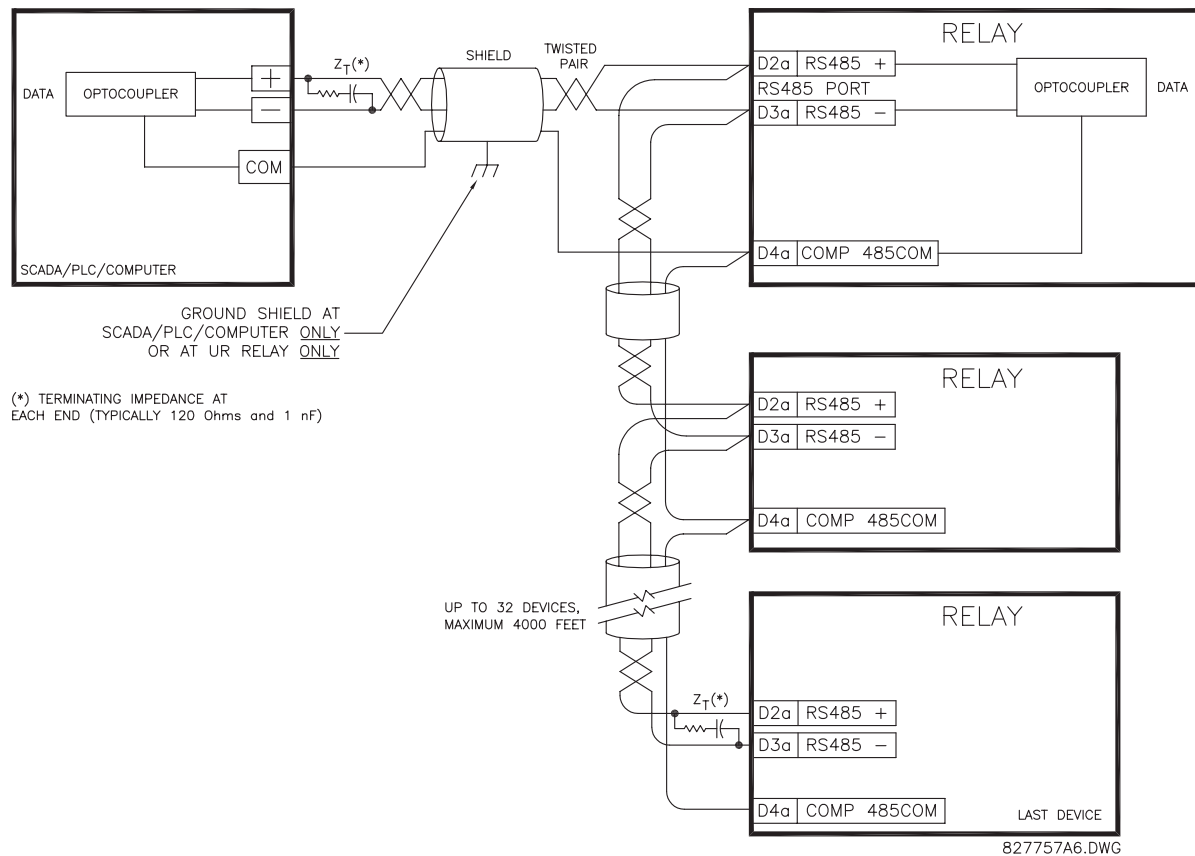 RELAY
SHIELD
TWISTED
PAIR
Z_T(*)
DATA
OPTOCOUPLER
+
−
COM
SCADA/PLC/COMPUTER
D2a RS485 +
RS485 PORT
D3a RS485 −
OPTOCOUPLER
DATA
D4a COMP 485COM
GROUND SHIELD AT
SCADA/PLC/COMPUTER ONLY
OR AT UR RELAY ONLY
(*) TERMINATING IMPEDANCE AT
EACH END (TYPICALLY 120 Ohms and 1 nF)
RELAY
D2a RS485 +
D3a RS485 −
D4a COMP 485COM
UP TO 32 DEVICES,
MAXIMUM 4000 FEET
RELAY
Z_T(*)
D2a RS485 +
D3a RS485 −
D4a COMP 485COM
LAST DEVICE
827757A6.DWG